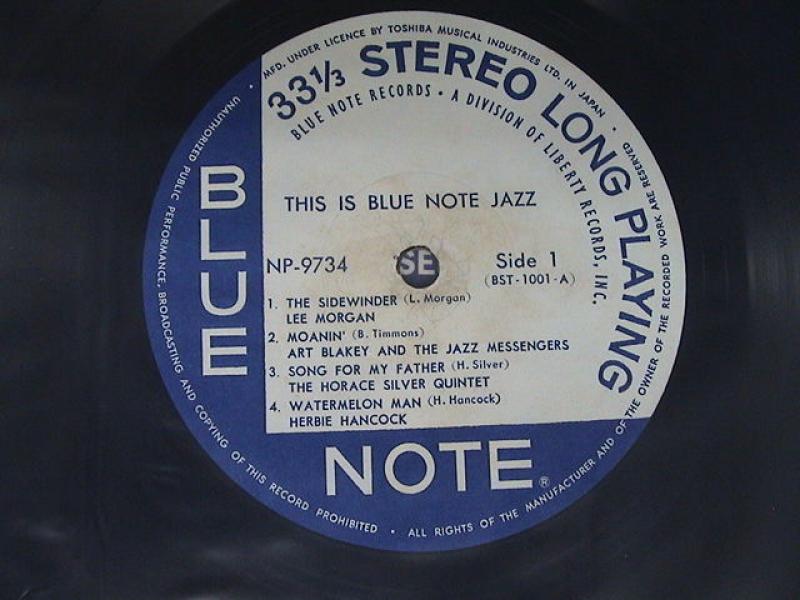 MFD. UNDER LICENCE BY TOSHIBA MUSICAL INDUSTRIES LTD. IN JAPAN •
33 1/3 STEREO LONG PLAYING
BLUE NOTE RECORDS • A DIVISION OF LIBERTY RECORDS, INC.
BLUE
THIS IS BLUE NOTE JAZZ
NP-9734
SE
Side 1
(BST-1001-A)
1. THE SIDEWINDER (L. Morgan)
LEE MORGAN
2. MOANIN' (B. Timmons)
ART BLAKEY AND THE JAZZ MESSENGERS
3. SONG FOR MY FATHER (H. Silver)
THE HORACE SILVER QUINTET
4. WATERMELON MAN (H. Hancock)
HERBIE HANCOCK
NOTE®
UNAUTHORIZED PUBLIC PERFORMANCE, BROADCASTING AND COPYING OF THIS RECORD PROHIBITED • ALL RIGHTS OF THE MANUFACTURER AND OF THE OWNER OF THE RECORDED WORK ARE RESERVED